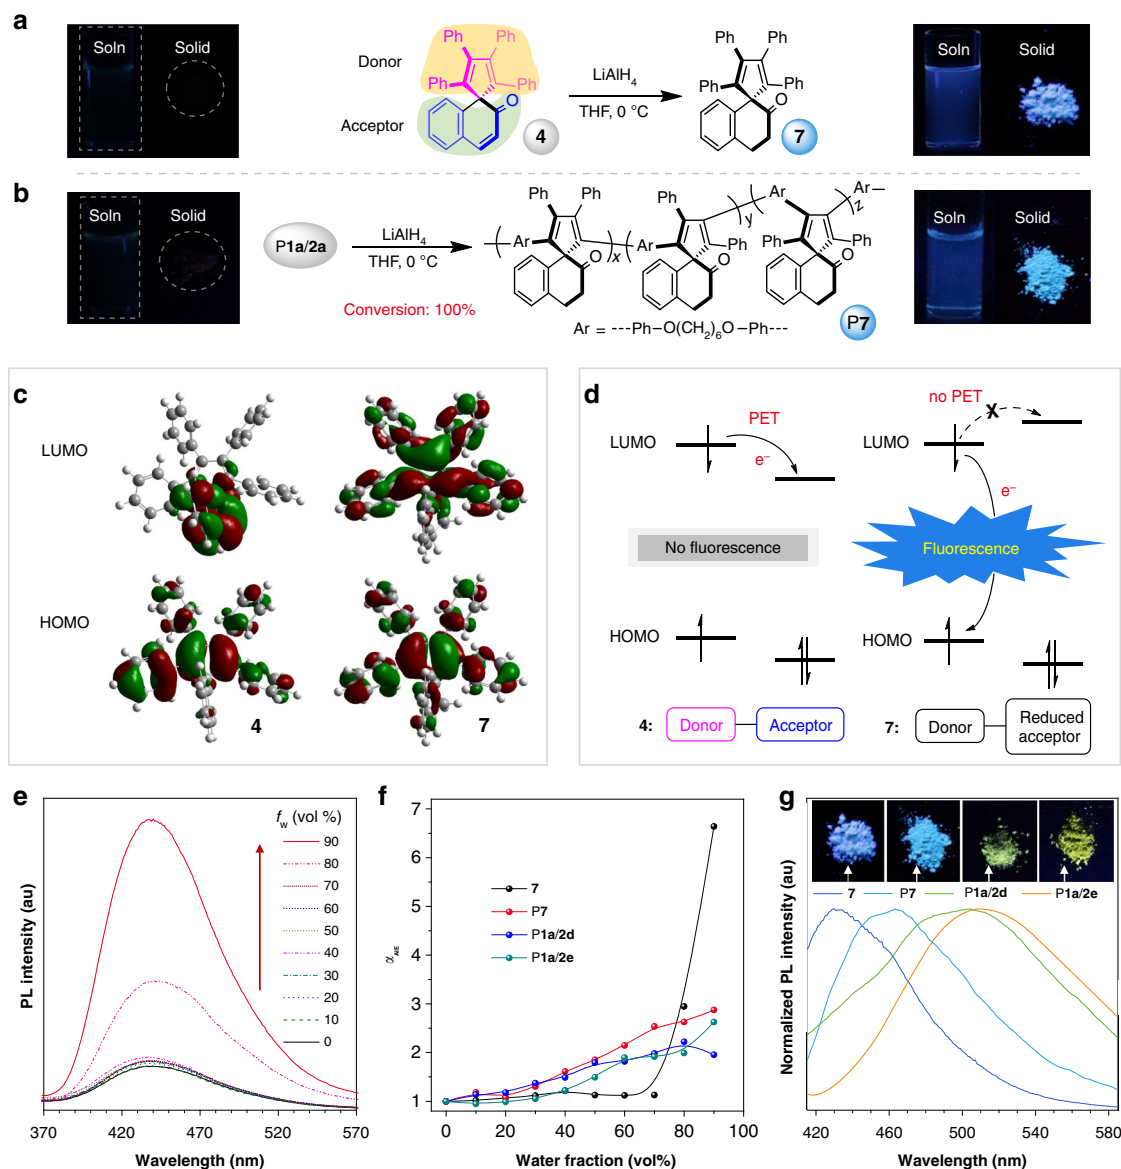 a
Soln Solid
Donor
Acceptor
Ph Ph
Ph Ph
O
4
LiAlH4
THF, 0 °C
Ph Ph
Ph Ph
O
7
Soln Solid
b
Soln Solid
P1a/2a
LiAlH4
THF, 0 °C
Conversion: 100%
Ph Ph
Ar Ph
O
x
Ph
Ar Ph
O
y
Ar Ar
Ph
Ph
O
z
Ar = ---Ph–O(CH2)6O–Ph---
P7
Soln Solid
c
LUMO
HOMO
4 7
d
LUMO
PET
e–
No fluorescence
HOMO
4: Donor Acceptor
no PET
X
LUMO
e–
Fluorescence
HOMO
7: Donor Reduced
acceptor
e
PL intensity (au)
fw (vol %)
90
80
70
60
50
40
30
20
10
0
370 420 470 520 570
Wavelength (nm)
f
αAIE
7
6
5
4
3
2
1
7
P7
P1a/2d
P1a/2e
0 20 40 60 80 100
Water fraction (vol%)
g
Normalized PL intensity (au)
7 P7 P1a/2d P1a/2e
420 460 500 540 580
Wavelength (nm)